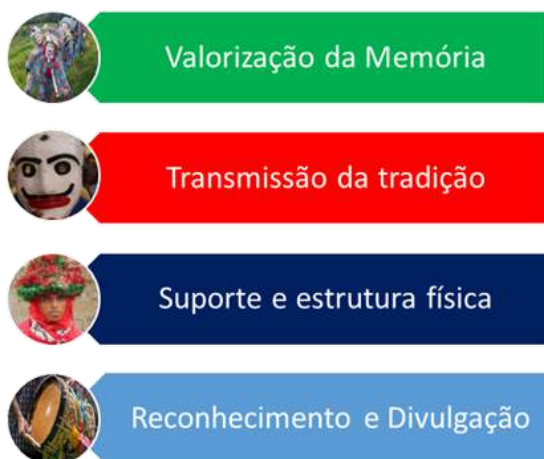 Valorização da Memória
Transmissão da tradição
Suporte e estrutura física
Reconhecimento e Divulgação